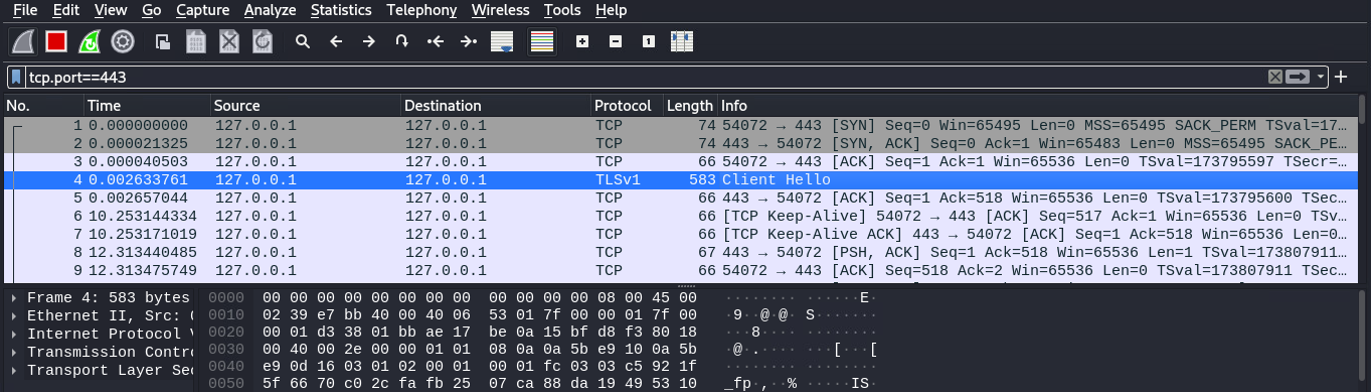 File Edit View Go Capture Analyze Statistics Telephony Wireless Tools Help
tcp.port==443
No. Time Source Destination Protocol Length Info
1 0.000000000 127.0.0.1 127.0.0.1 TCP 74 54072 → 443 [SYN] Seq=0 Win=65495 Len=0 MSS=65495 SACK_PERM TSval=17…
2 0.000021325 127.0.0.1 127.0.0.1 TCP 74 443 → 54072 [SYN, ACK] Seq=0 Ack=1 Win=65483 Len=0 MSS=65495 SACK_PE…
3 0.000040503 127.0.0.1 127.0.0.1 TCP 66 54072 → 443 [ACK] Seq=1 Ack=1 Win=65536 Len=0 TSval=173795597 TSecr=…
4 0.002633761 127.0.0.1 127.0.0.1 TLSv1 583 Client Hello
5 0.002657044 127.0.0.1 127.0.0.1 TCP 66 443 → 54072 [ACK] Seq=1 Ack=518 Win=65536 Len=0 TSval=173795600 TSec…
6 10.253144334 127.0.0.1 127.0.0.1 TCP 66 [TCP Keep-Alive] 54072 → 443 [ACK] Seq=517 Ack=1 Win=65536 Len=0 TSv…
7 10.253171019 127.0.0.1 127.0.0.1 TCP 66 [TCP Keep-Alive ACK] 443 → 54072 [ACK] Seq=1 Ack=518 Win=65536 Len=0…
8 12.313440485 127.0.0.1 127.0.0.1 TCP 67 443 → 54072 [PSH, ACK] Seq=1 Ack=518 Win=65536 Len=1 TSval=173807911…
9 12.313475749 127.0.0.1 127.0.0.1 TCP 66 54072 → 443 [ACK] Seq=518 Ack=2 Win=65536 Len=0 TSval=173807911 TSec…
Frame 4: 583 bytes
Ethernet II, Src: 
Internet Protocol
Transmission Contr
Transport Layer Sec
0000 00 00 00 00 00 00 00 00 00 00 00 00 08 00 45 00 ········ ······E·
0010 02 39 e7 bb 40 00 40 06 53 01 7f 00 00 01 7f 00 ·9··@·@· S·······
0020 00 01 d3 38 01 bb ae 17 be 0a 15 bf d8 f3 80 18 ···8···· ········
0030 00 40 00 2e 00 00 01 01 08 0a 0a 5b e9 10 0a 5b ·@·.···· ···[···[
0040 e9 0d 16 03 01 02 00 01 00 01 fc 03 03 c5 92 1f ········ ········
0050 5f 66 70 c0 2c fa fb 25 07 ca 88 da 19 49 53 10 _fp·,··% ·····IS·